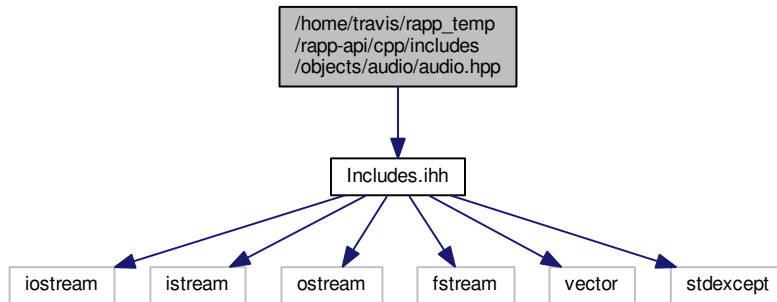 /home/travis/rapp_temp
/rapp-api/cpp/includes
/objects/audio/audio.hpp
Includes.ihh
iostream
istream
ostream
fstream
vector
stdexcept